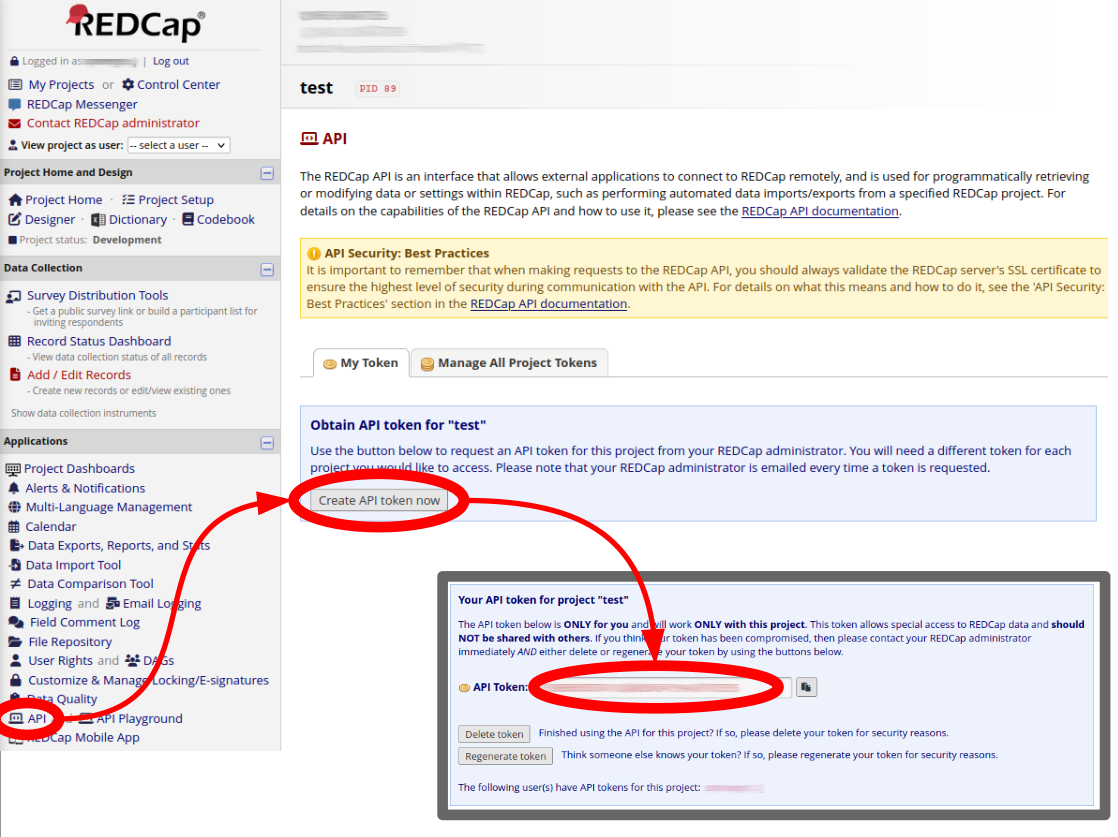 REDCap®
Logged in as | Log out
My Projects or Control Center
REDCap Messenger
Contact REDCap administrator
View project as user: -- select a user --
Project Home and Design
Project Home · Project Setup
Designer · Dictionary · Codebook
Project status: Development
Data Collection
Survey Distribution Tools
- Get a public survey link or build a participant list for
inviting respondents
Record Status Dashboard
- View data collection status of all records
Add / Edit Records
- Create new records or edit/view existing ones
Show data collection instruments
Applications
Project Dashboards
Alerts & Notifications
Multi-Language Management
Calendar
Data Exports, Reports, and Stats
Data Import Tool
Data Comparison Tool
Logging and Email Logging
Field Comment Log
File Repository
User Rights and DAGs
Customize & Manage Locking/E-signatures
Data Quality
API and API Playground
REDCap Mobile App
test PID 89
API
The REDCap API is an interface that allows external applications to connect to REDCap remotely, and is used for programmatically retrieving
or modifying data or settings within REDCap, such as performing automated data imports/exports from a specified REDCap project. For
details on the capabilities of the REDCap API and how to use it, please see the REDCap API documentation.
API Security: Best Practices
It is important to remember that when making requests to the REDCap API, you should always validate the REDCap server's SSL certificate to
ensure the highest level of security during communication with the API. For details on what this means and how to do it, see the 'API Security:
Best Practices' section in the REDCap API documentation.
My Token Manage All Project Tokens
Obtain API token for "test"
Use the button below to request an API token for this project from your REDCap administrator. You will need a different token for each
project you would like to access. Please note that your REDCap administrator is emailed every time a token is requested.
Create API token now
Your API token for project "test"
The API token below is ONLY for you and will work ONLY with this project. This token allows special access to REDCap data and should
NOT be shared with others. If you think your token has been compromised, then please contact your REDCap administrator
immediately AND either delete or regenerate your token by using the buttons below.
API Token:
Delete token Finished using the API for this project? If so, please delete your token for security reasons.
Regenerate token Think someone else knows your token? If so, please regenerate your token for security reasons.
The following user(s) have API tokens for this project: